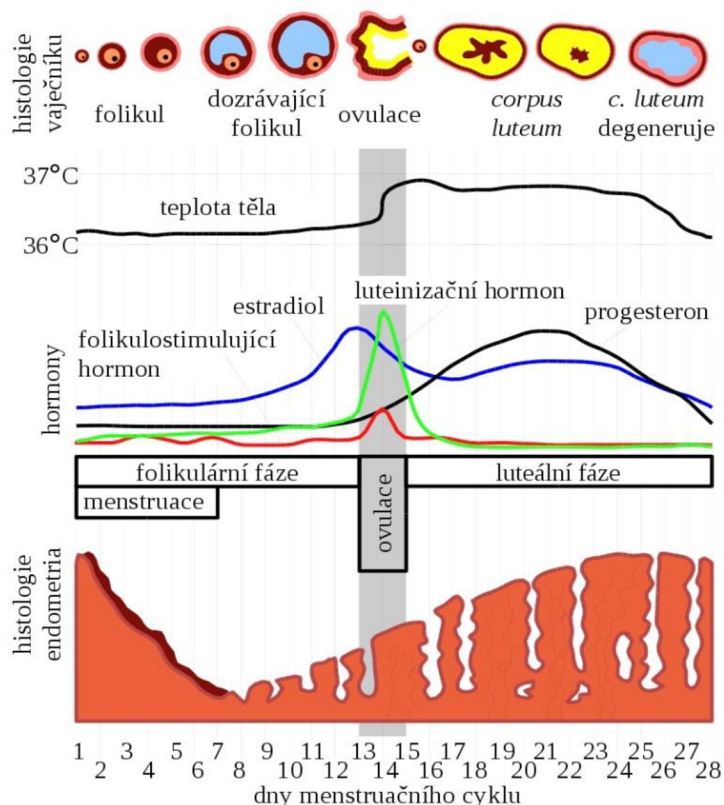 histologie
vaječníku
folikul
dozrávající
folikul
ovulace
corpus
luteum
c. luteum
degeneruje
37°C
36°C
teplota těla
hormony
estradiol
luteinizační hormon
folikulostimulující
hormon
progesteron
folikulární fáze
ovulace
luteální fáze
menstruace
histologie
endometria
1 3 5 7 9 11 13 15 17 19 21 23 25 27
2 4 6 8 10 12 14 16 18 20 22 24 26 28
dny menstruačního cyklu